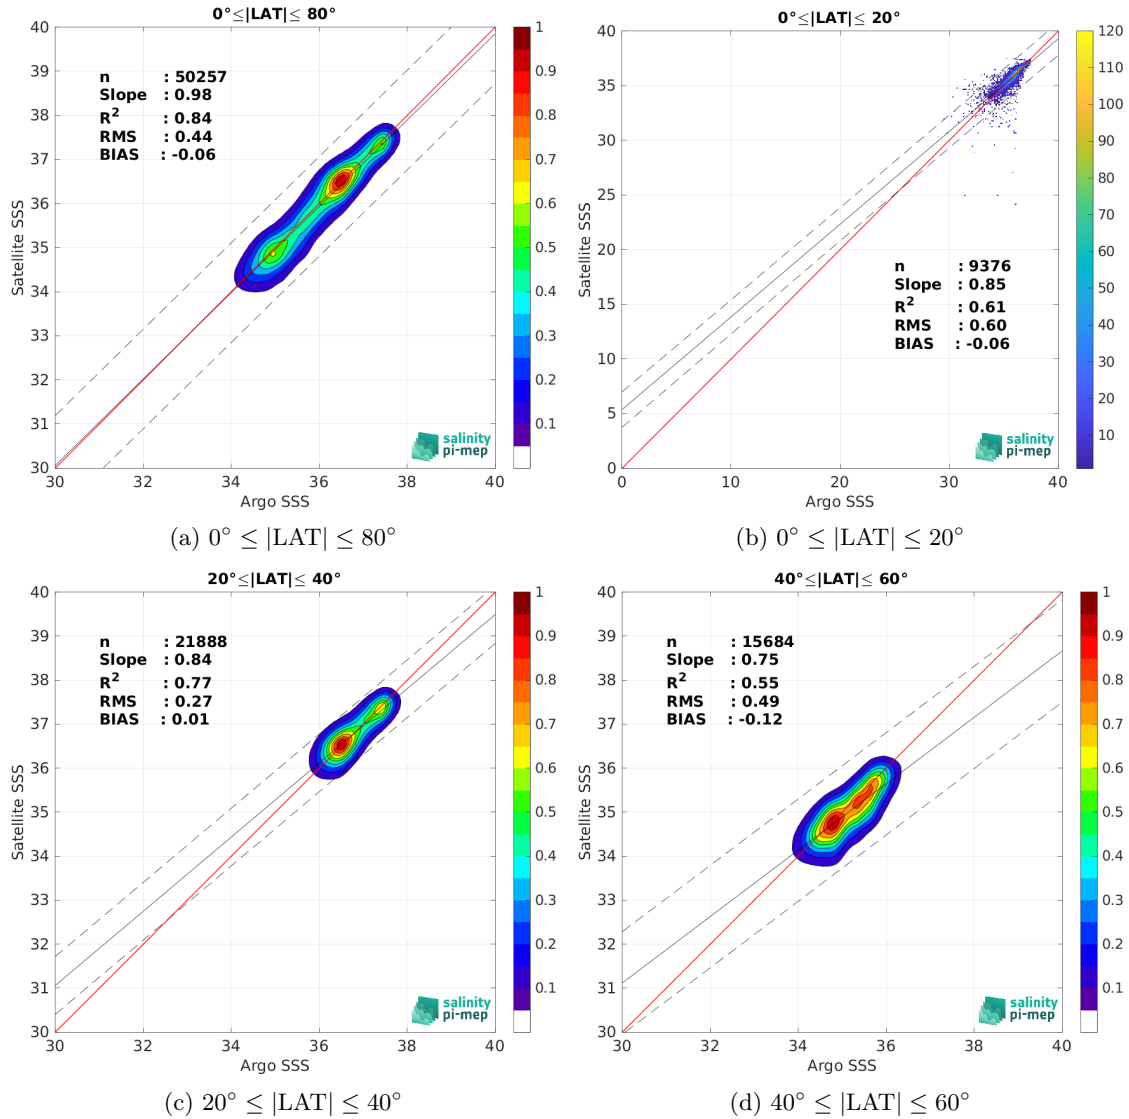 0°≤|LAT|≤ 80°
40
39
38
37
36
35
34
33
32
31
30
Satellite SSS
n : 50257
Slope : 0.98
R2 : 0.84
RMS : 0.44
BIAS : -0.06
salinity
pi-mep
30 32 34 36 38 40
Argo SSS
1
0.9
0.8
0.7
0.6
0.5
0.4
0.3
0.2
0.1
(a) 0° ≤ |LAT| ≤ 80°
0°≤|LAT|≤ 20°
40
35
30
25
20
15
10
5
0
Satellite SSS
n : 9376
Slope : 0.85
R2 : 0.61
RMS : 0.60
BIAS : -0.06
salinity
pi-mep
0 10 20 30 40
Argo SSS
120
110
100
90
80
70
60
50
40
30
20
10
(b) 0° ≤ |LAT| ≤ 20°
20°≤|LAT|≤ 40°
40
39
38
37
36
35
34
33
32
31
30
Satellite SSS
n : 21888
Slope : 0.84
R2 : 0.77
RMS : 0.27
BIAS : 0.01
salinity
pi-mep
30 32 34 36 38 40
Argo SSS
1
0.9
0.8
0.7
0.6
0.5
0.4
0.3
0.2
0.1
(c) 20° ≤ |LAT| ≤ 40°
40°≤|LAT|≤ 60°
40
39
38
37
36
35
34
33
32
31
30
Satellite SSS
n : 15684
Slope : 0.75
R2 : 0.55
RMS : 0.49
BIAS : -0.12
salinity
pi-mep
30 32 34 36 38 40
Argo SSS
1
0.9
0.8
0.7
0.6
0.5
0.4
0.3
0.2
0.1
(d) 40° ≤ |LAT| ≤ 60°